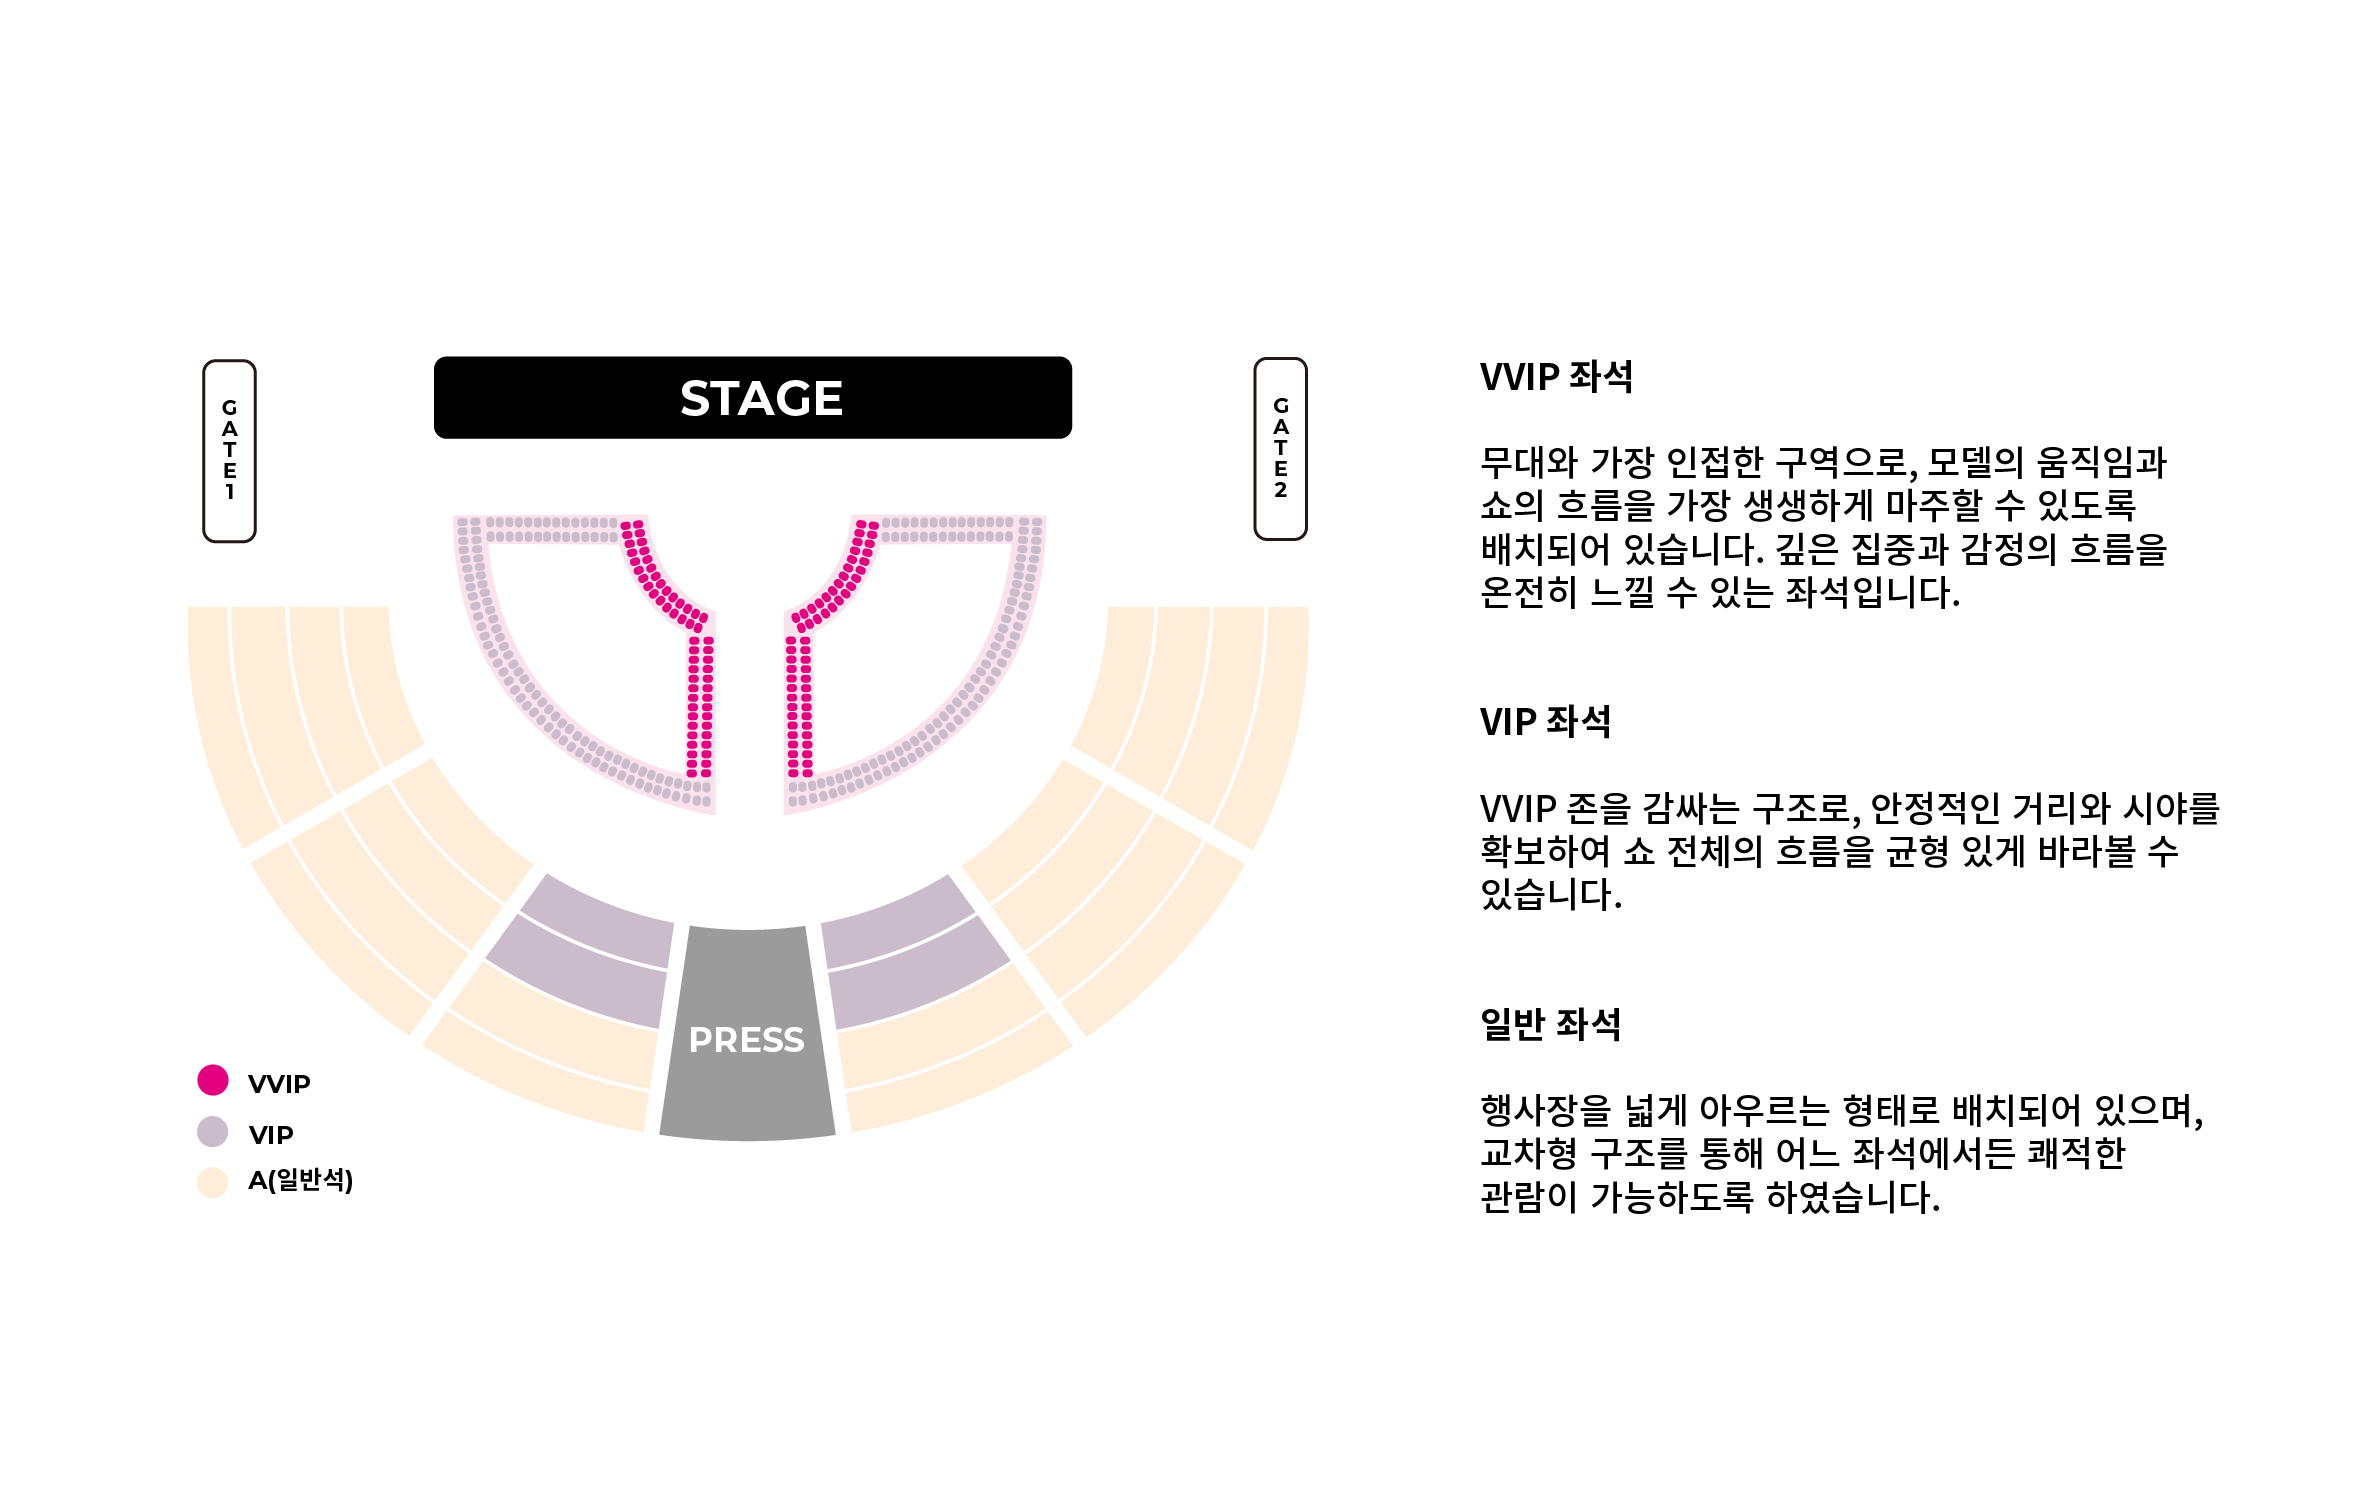 STAGE
GATE1
GATE2
PRESS
VVIP
VIP
A(일반석)
VVIP 좌석
무대와 가장 인접한 구역으로, 모델의 움직임과
쇼의 흐름을 가장 생생하게 마주할 수 있도록
배치되어 있습니다. 깊은 집중과 감정의 흐름을
온전히 느낄 수 있는 좌석입니다.
VIP 좌석
VVIP 존을 감싸는 구조로, 안정적인 거리와 시야를
확보하여 쇼 전체의 흐름을 균형 있게 바라볼 수
있습니다.
일반 좌석
행사장을 넓게 아우르는 형태로 배치되어 있으며,
교차형 구조를 통해 어느 좌석에서든 쾌적한
관람이 가능하도록 하였습니다.